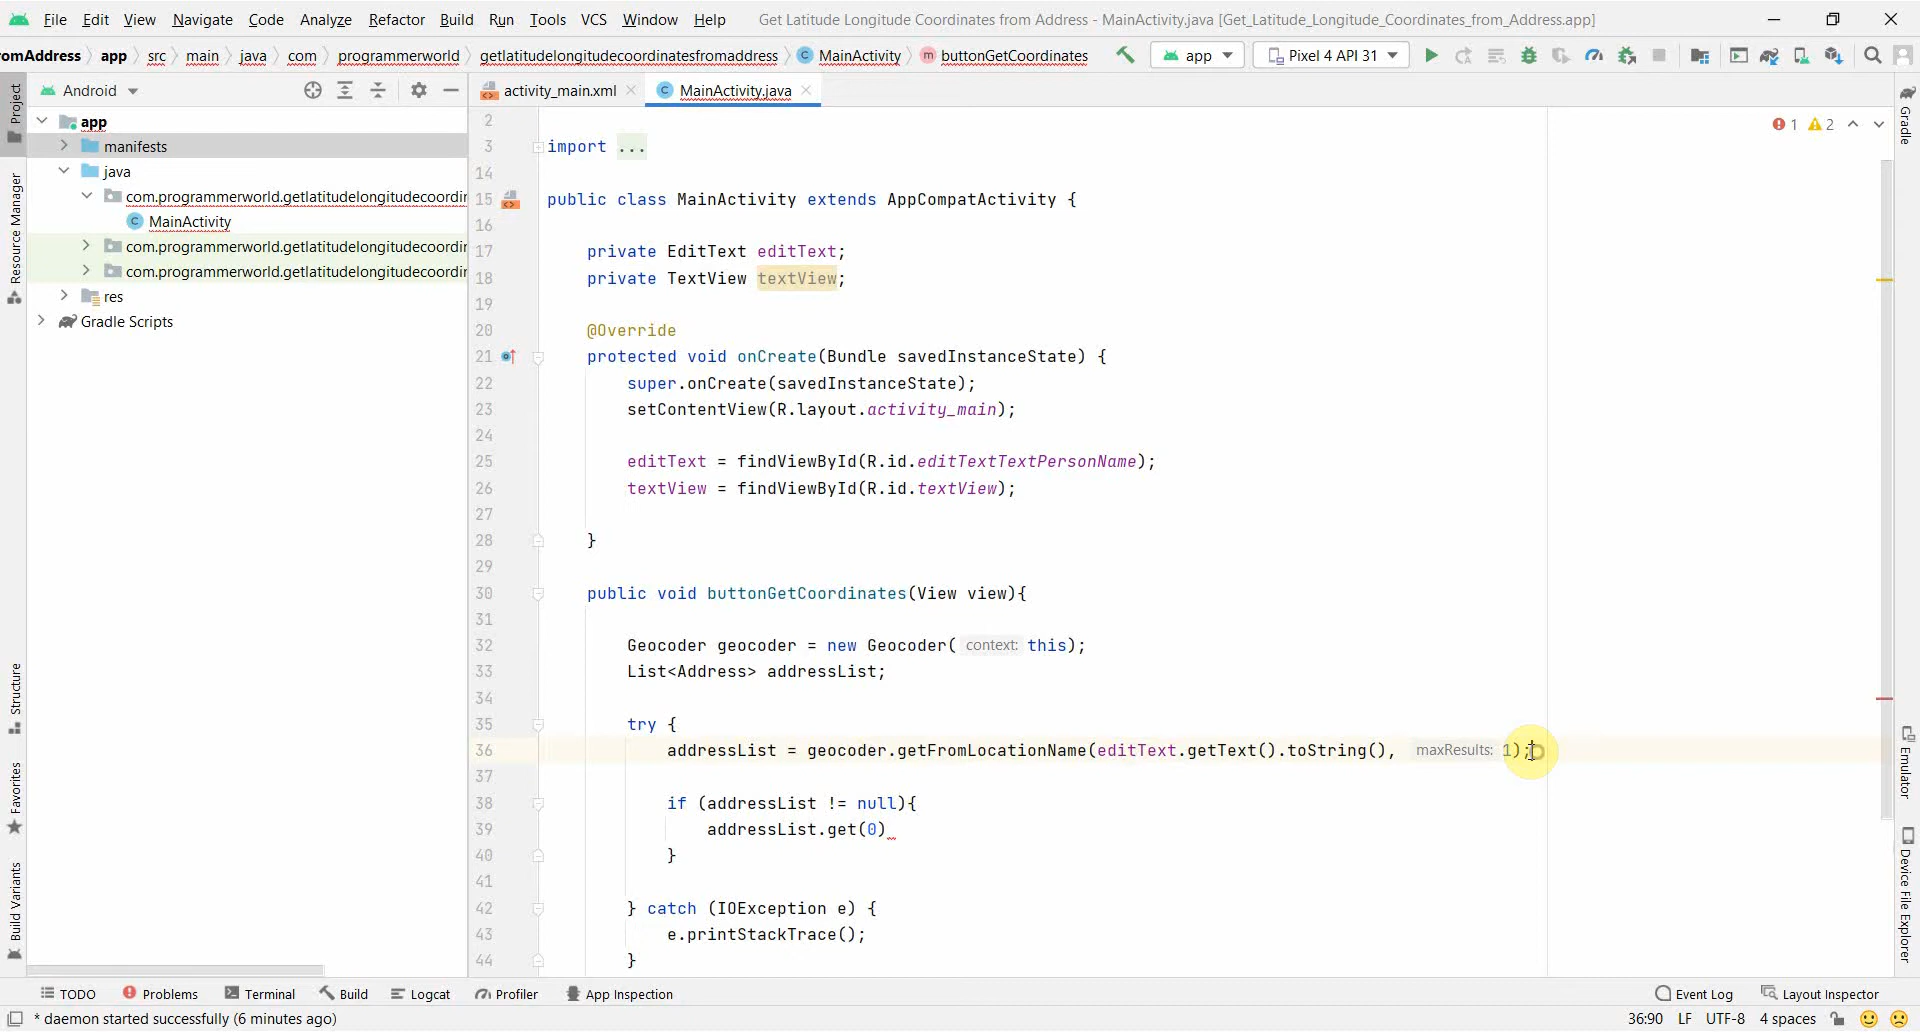 File Edit View Navigate Code Analyze Refactor Build Run Tools VCS Window Help Get Latitude Longitude Coordinates from Address - MainActivity.java [Get_Latitude_Longitude_Coordinates_from_Address.app]
romAddress app src main java com programmerworld getlatitudelongitudecoordinatesfromaddress MainActivity buttonGetCoordinates app Pixel 4 API 31
Project
Android
activity_main.xml
MainActivity.java
Gradle
app
manifests
java
com.programmerworld.getlatitudelongitudecoordin
MainActivity
com.programmerworld.getlatitudelongitudecoordin
com.programmerworld.getlatitudelongitudecoordin
res
Gradle Scripts
Resource Manager
Structure
Favorites
Build Variants
1 2
2
3 import ...
14
15 public class MainActivity extends AppCompatActivity {
16
17 private EditText editText;
18 private TextView textView;
19
20 @Override
21 protected void onCreate(Bundle savedInstanceState) {
22 super.onCreate(savedInstanceState);
23 setContentView(R.layout.activity_main);
24
25 editText = findViewById(R.id.editTextTextPersonName);
26 textView = findViewById(R.id.textView);
27
28 }
29
30 public void buttonGetCoordinates(View view){
31
32 Geocoder geocoder = new Geocoder( context: this);
33 List<Address> addressList;
34
35 try {
36 addressList = geocoder.getFromLocationName(editText.getText().toString(), maxResults: 1);
37
38 if (addressList != null){
39 addressList.get(0)
40 }
41
42 } catch (IOException e) {
43 e.printStackTrace();
44 }
Emulator
Device File Explorer
TODO Problems Terminal Build Logcat Profiler App Inspection Event Log Layout Inspector
* daemon started successfully (6 minutes ago) 36:90 LF UTF-8 4 spaces